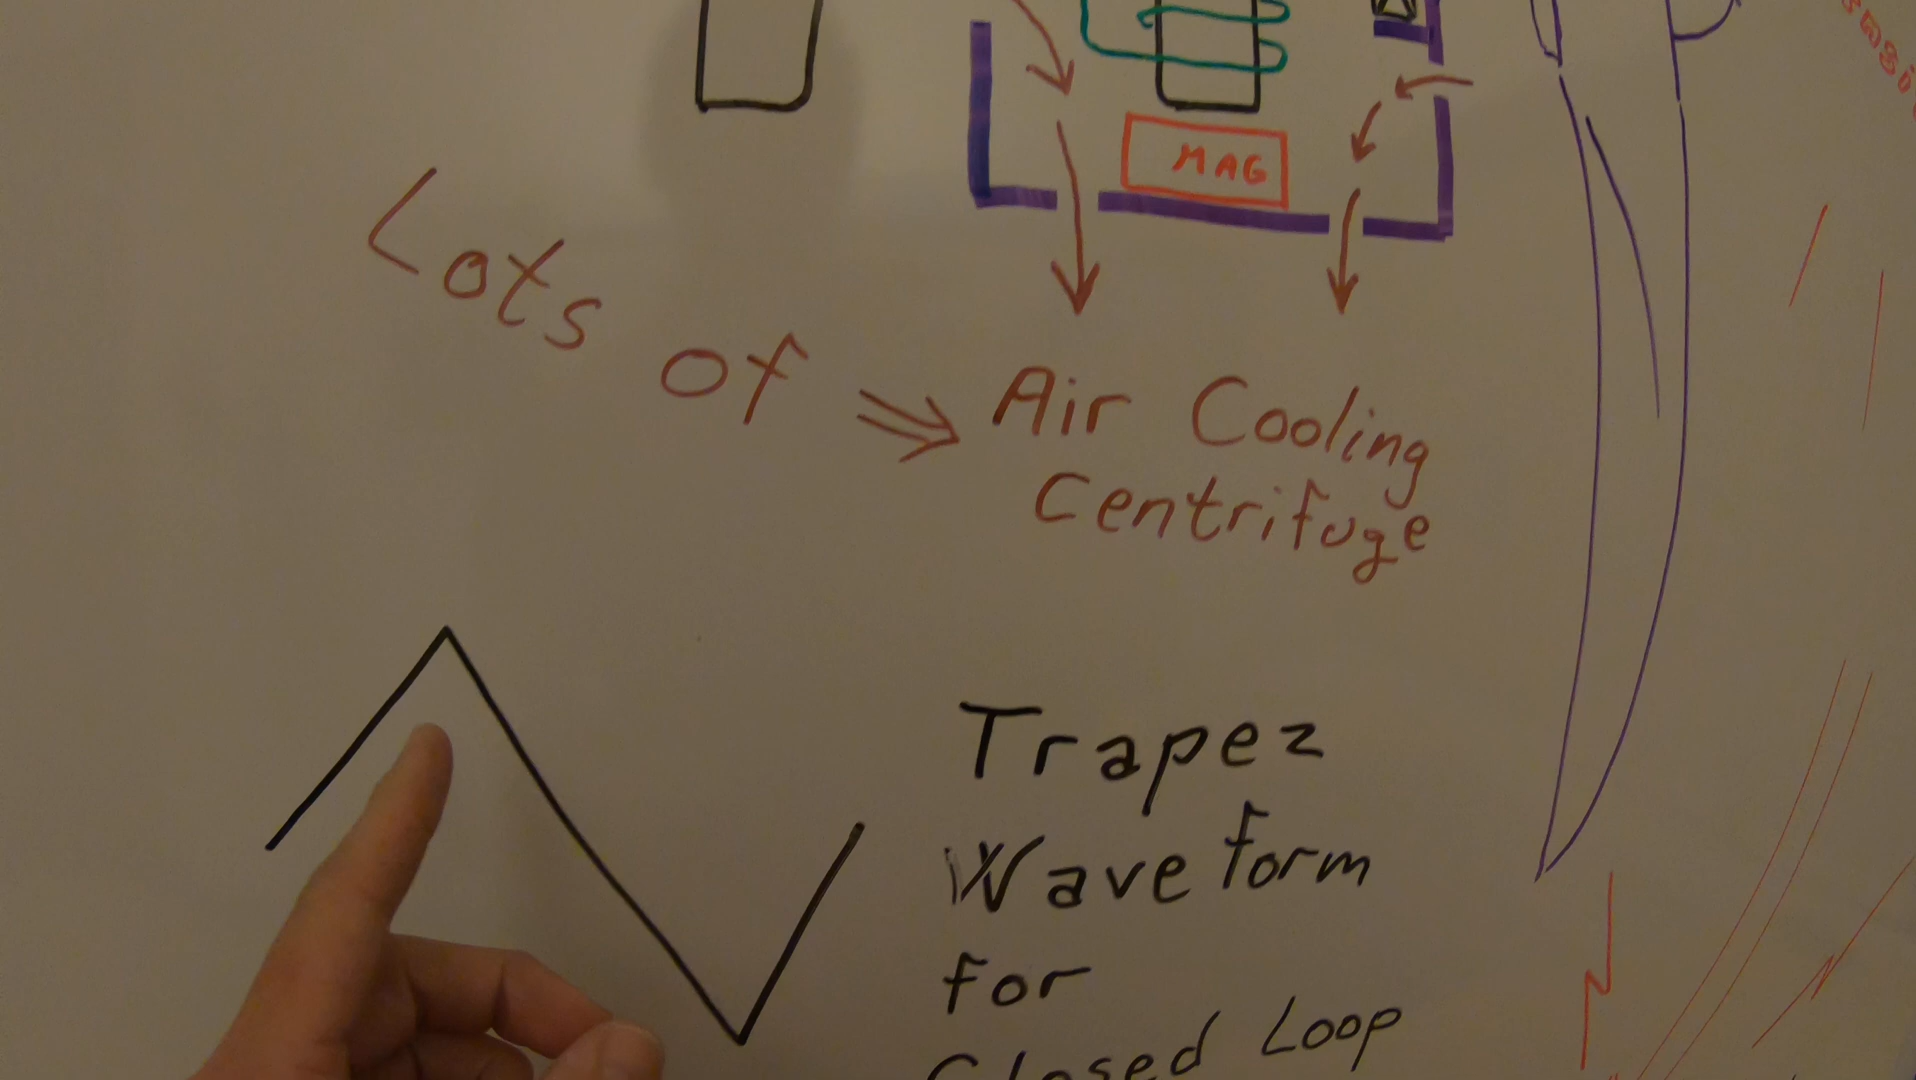 MAG
Lots of ⇒ Air Cooling
Centrifuge
Trapez
Waveform
for
Closed Loop